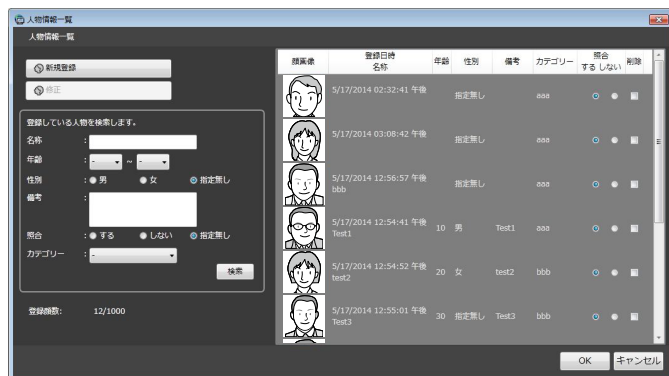 人物情報一覧
人物情報一覧
新規登録
修正
登録している人物を検索します。
名称 :
年齢 : - ~ -
性別 : 男 女 指定無し
備考 :
照合 : する しない 指定無し
カテゴリー : -
検索
登録顔数: 12/1000
顔画像 登録日時 名称 年齢 性別 備考 カテゴリー 照合 する しない 削除
5/17/2014 02:32:41 午後 指定無し aaa
5/17/2014 03:08:42 午後 指定無し aaa
5/17/2014 12:56:57 午後 指定無し aaa
bbb
5/17/2014 12:54:41 午後 10 男 Test1 aaa
Test1
5/17/2014 12:54:52 午後 20 女 test2 bbb
test2
5/17/2014 12:55:01 午後 30 指定無し Test3 bbb
Test3
OK キャンセル